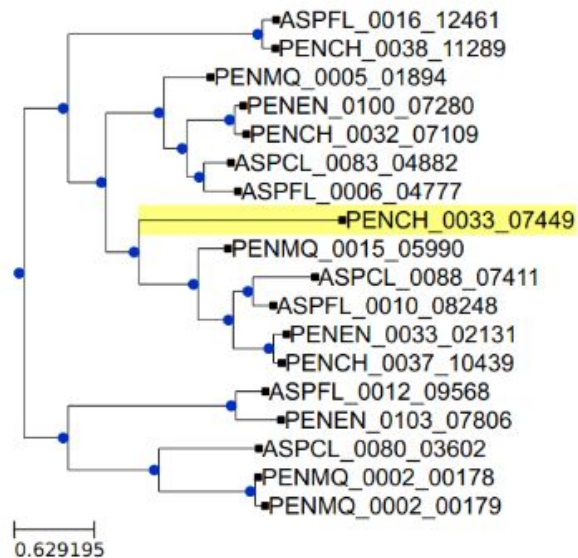 ASPFL_0016_12461
PENCH_0038_11289
PENMQ_0005_01894
PENEN_0100_07280
PENCH_0032_07109
ASPCL_0083_04882
ASPFL_0006_04777
PENCH_0033_07449
PENMQ_0015_05990
ASPCL_0088_07411
ASPFL_0010_08248
PENEN_0033_02131
PENCH_0037_10439
ASPFL_0012_09568
PENEN_0103_07806
ASPCL_0080_03602
PENMQ_0002_00178
PENMQ_0002_00179
0.629195